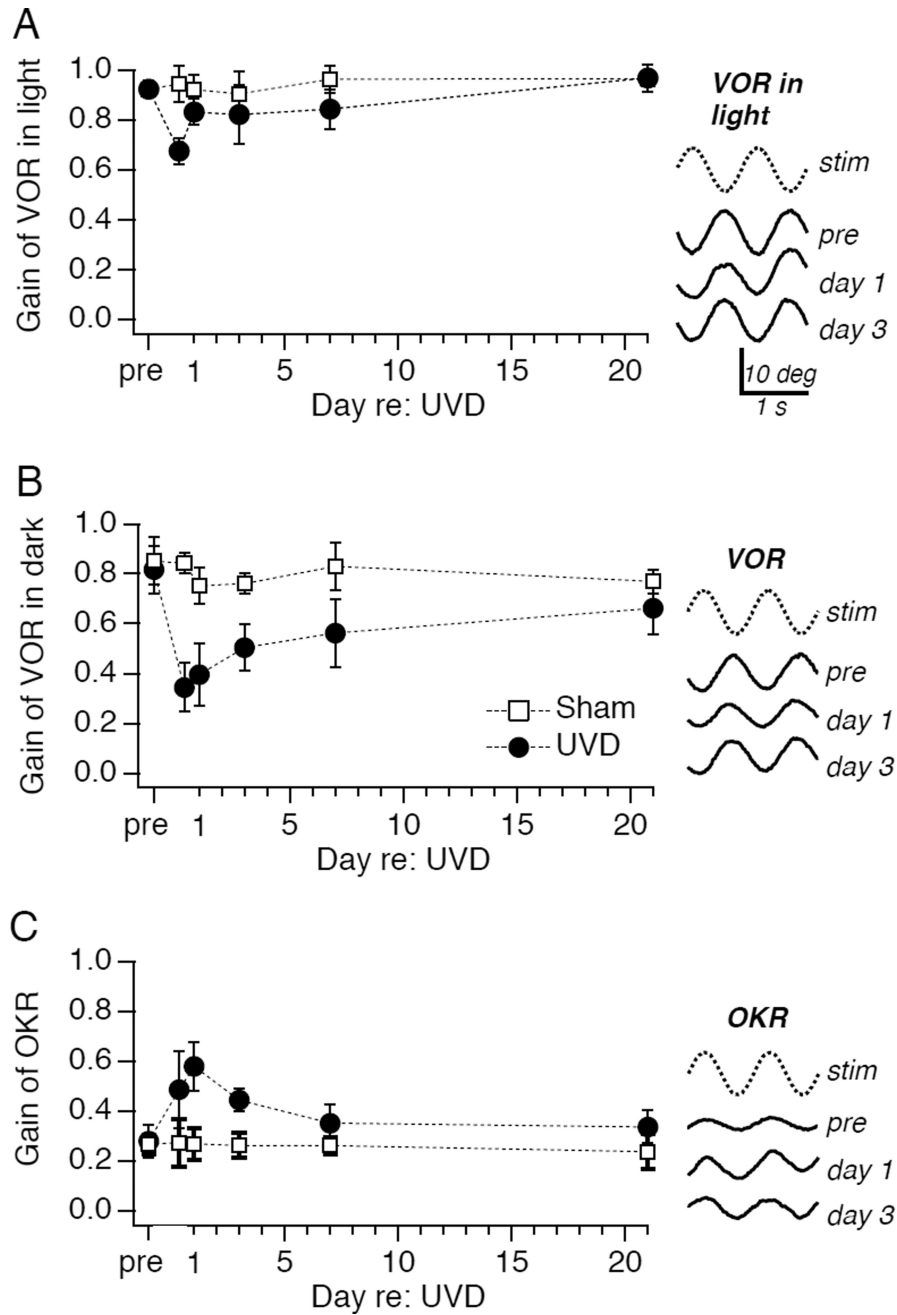 A
Gain of VOR in light
1.0
0.8
0.6
0.4
0.2
0.0
pre 1 5 10 15 20
Day re: UVD
VOR in
light
stim
pre
day 1
day 3
10 deg
1 s
B
Gain of VOR in dark
1.0
0.8
0.6
0.4
0.2
0.0
Sham
UVD
pre 1 5 10 15 20
Day re: UVD
VOR
stim
pre
day 1
day 3
C
Gain of OKR
1.0
0.8
0.6
0.4
0.2
0.0
pre 1 5 10 15 20
Day re: UVD
OKR
stim
pre
day 1
day 3